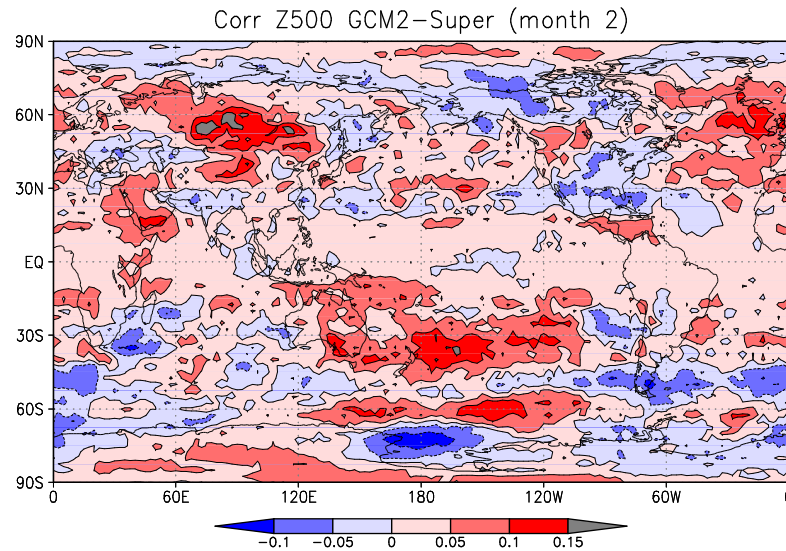 Corr Z500 GCM2-Super (month 2)
90N
60N
30N
EQ
30S
60S
90S
0 60E 120E 180 120W 60W 0
-0.1 -0.05 0 0.05 0.1 0.15